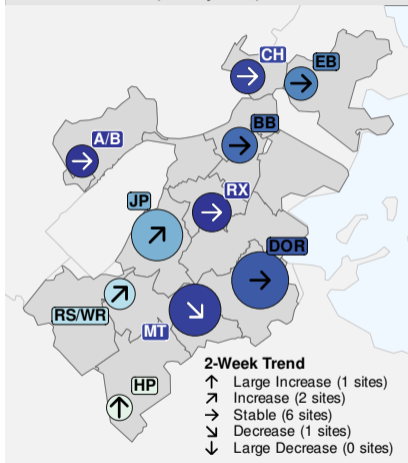 CH
EB
BB
A/B
RX
JP
DOR
RS/WR
MT
HP
2-Week Trend
↑ Large Increase (1 sites)
↗ Increase (2 sites)
→ Stable (6 sites)
↘ Decrease (1 sites)
↓ Large Decrease (0 sites)